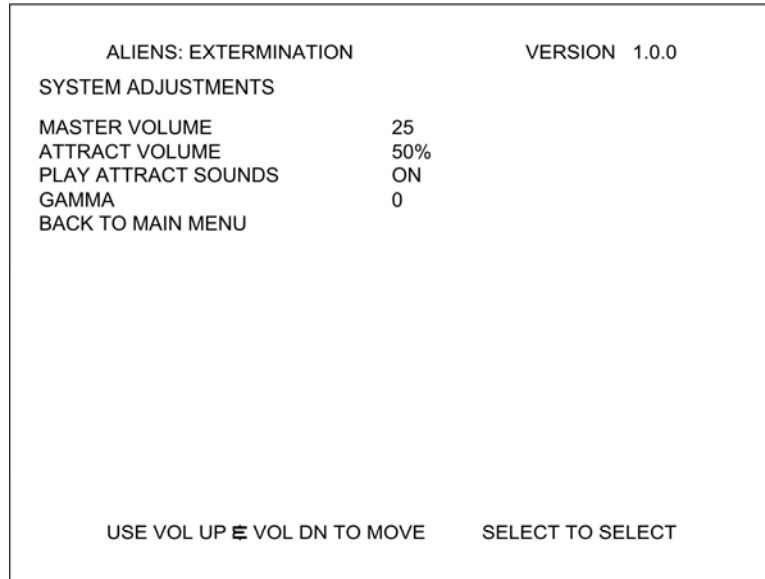 ALIENS: EXTERMINATION VERSION 1.0.0
SYSTEM ADJUSTMENTS
MASTER VOLUME 25
ATTRACT VOLUME 50%
PLAY ATTRACT SOUNDS ON
GAMMA 0
BACK TO MAIN MENU
USE VOL UP & VOL DN TO MOVE SELECT TO SELECT